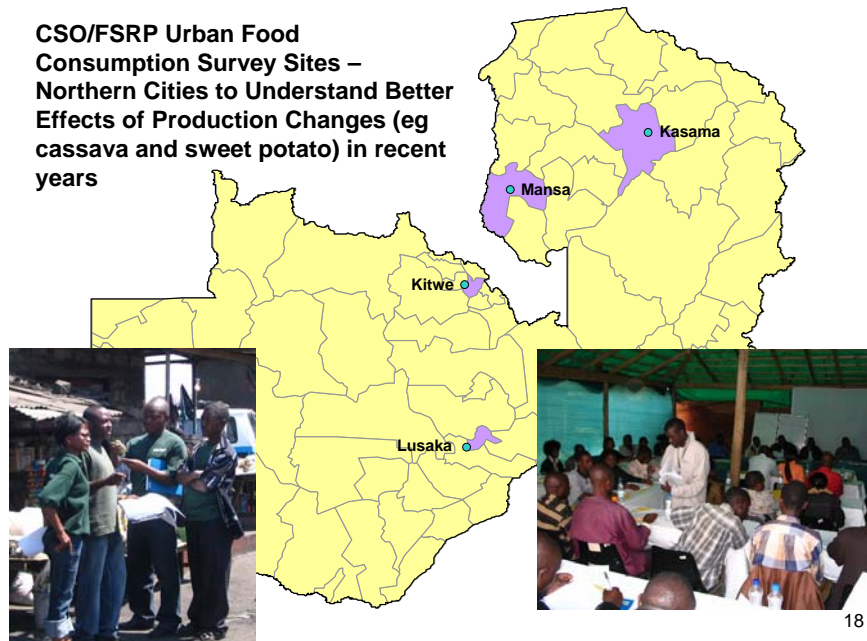 CSO/FSRP Urban Food
Consumption Survey Sites –
Northern Cities to Understand Better
Effects of Production Changes (eg
cassava and sweet potato) in recent
years
Kasama
Mansa
Kitwe
Lusaka
18